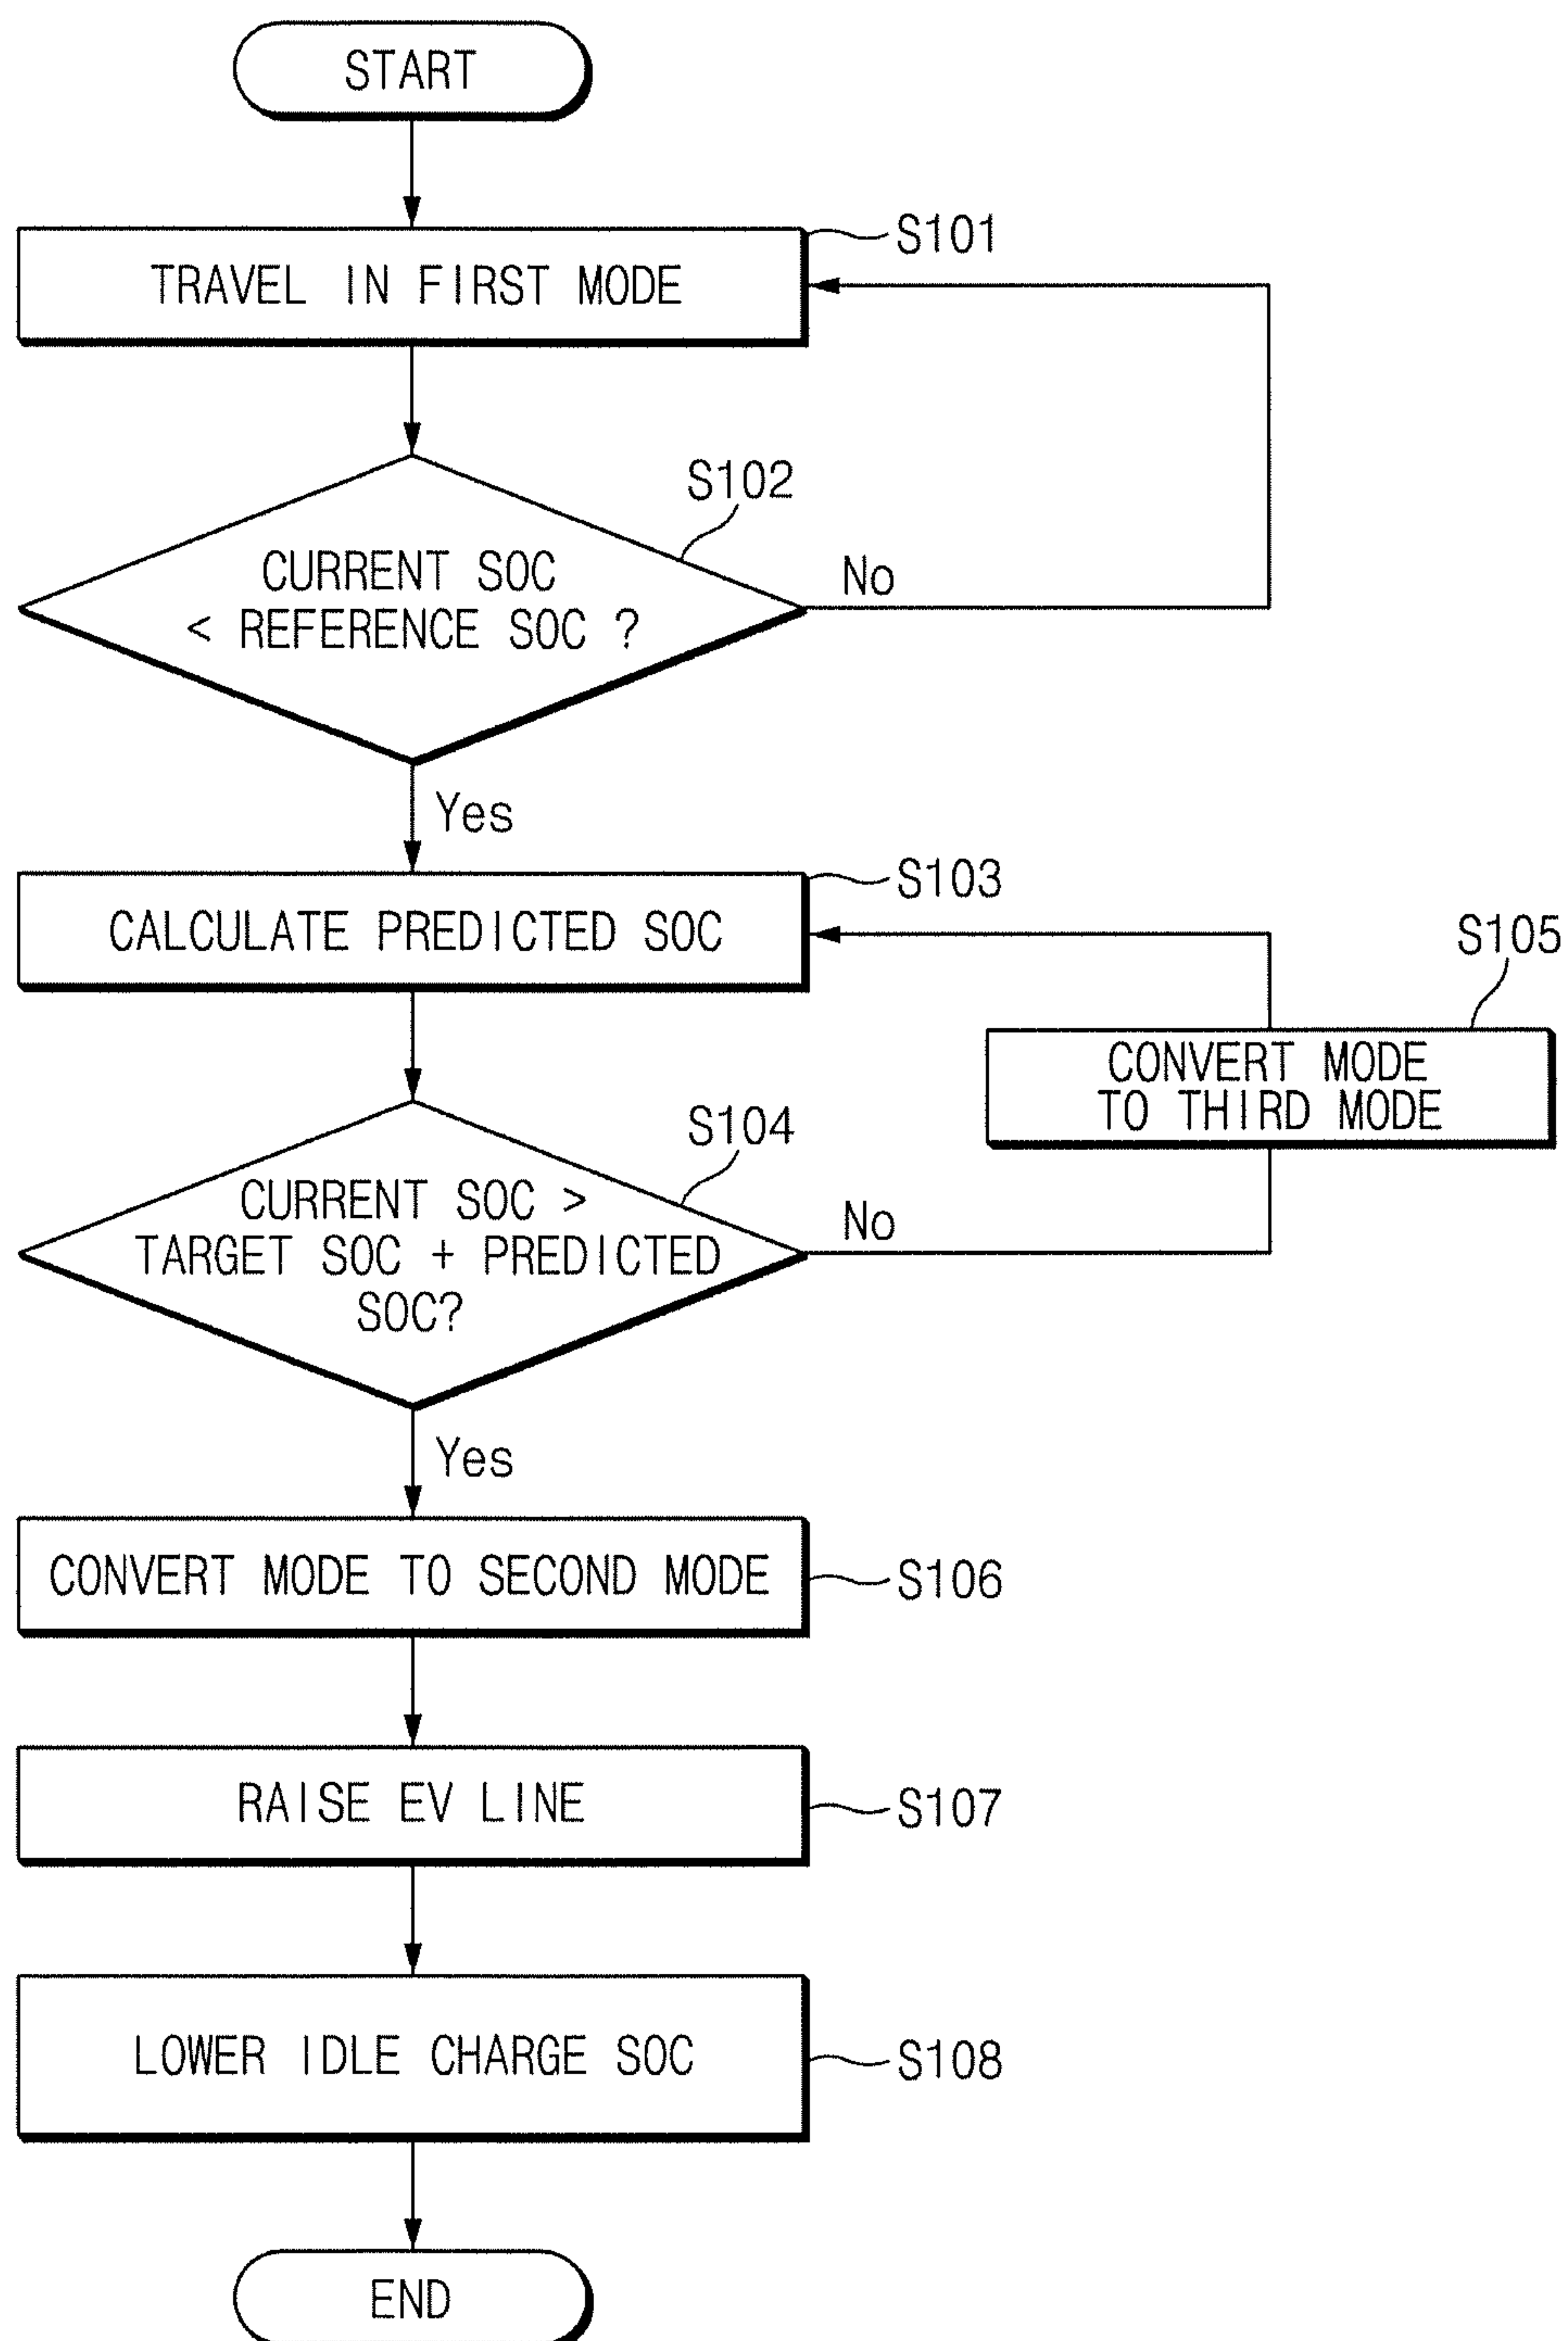 START
S101
TRAVEL IN FIRST MODE
S102
CURRENT SOC
< REFERENCE SOC ?
No
Yes
S103
CALCULATE PREDICTED SOC
S105
CONVERT MODE
TO THIRD MODE
S104
CURRENT SOC >
TARGET SOC + PREDICTED
SOC?
No
Yes
CONVERT MODE TO SECOND MODE
S106
RAISE EV LINE
S107
LOWER IDLE CHARGE SOC
S108
END